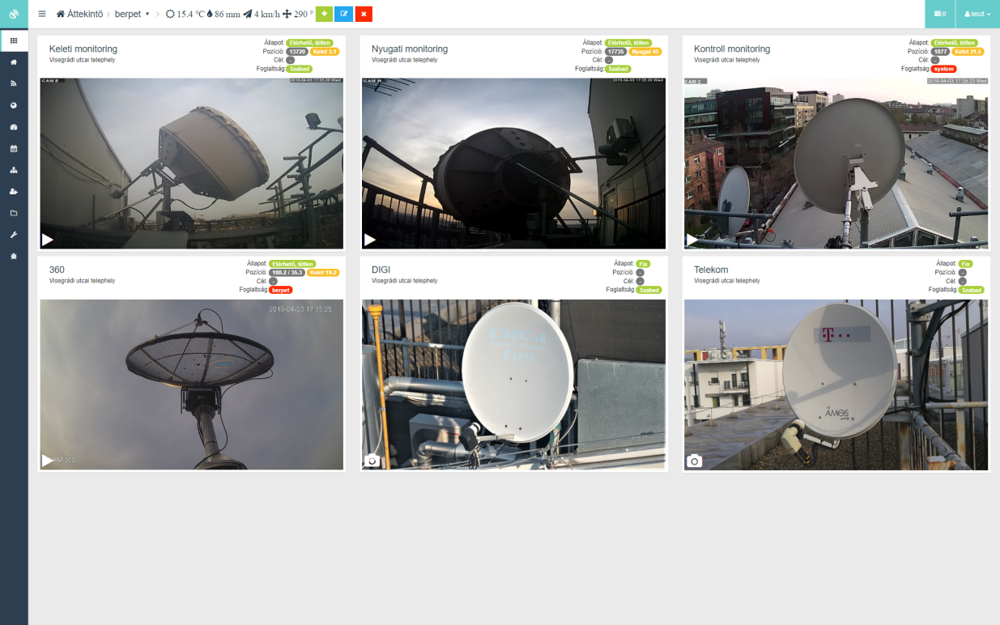 Áttekintő berpet 15.4 °C 86 mm 4 km/h 290 °
0 teszt
Keleti monitoring
Visegrádi utcai telephely
Állapot: Elérhető, tétlen
Pozíció: 13720 Kelet 3.1
Cél: -
Foglaltság: Szabad
CAM E 2019-04-03 17:35:20 Wed
Nyugati monitoring
Visegrádi utcai telephely
Állapot: Elérhető, tétlen
Pozíció: 17735 Nyugat 45
Cél: -
Foglaltság: Szabad
CAM W 2019-04-03 17:35:20 Wed
Kontroll monitoring
Visegrádi utcai telephely
Állapot: Elérhető, tétlen
Pozíció: 1877 Kelet 21.5
Cél: -
Foglaltság: system
CAM C 2019-04-03 17:35:23 Wed
360
Visegrádi utcai telephely
Állapot: Elérhető, tétlen
Pozíció: 180.2 / 35.3 Kelet 19.2
Cél: -
Foglaltság: berpet
2019-04-03 17:35:25
CAM 360
DIGI
Visegrádi utcai telephely
Állapot: Fix
Pozíció: -
Cél: -
Foglaltság: Szabad
DIGI
Telekom
Visegrádi utcai telephely
Állapot: Fix
Pozíció: -
Cél: -
Foglaltság: Szabad
T
AMOS